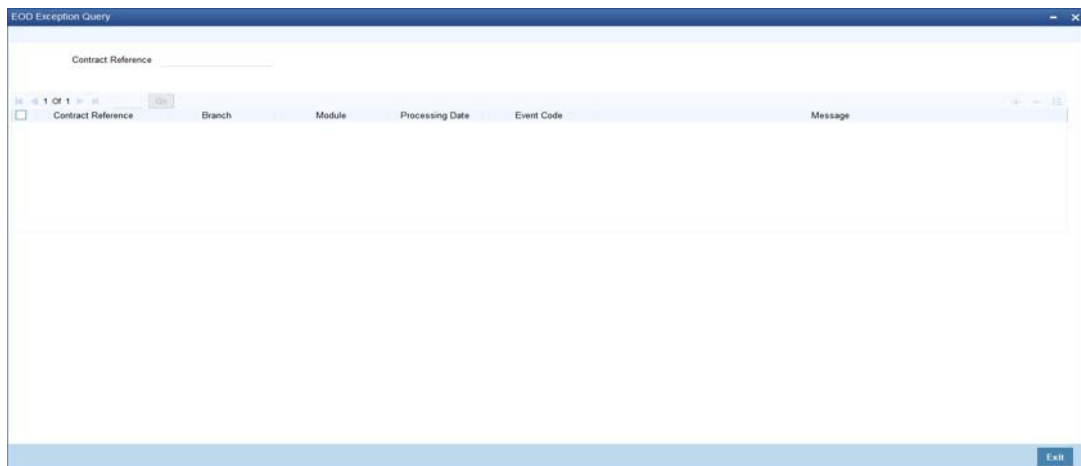 EOD Exception Query
Contract Reference
1 Of 1 Go
Contract Reference Branch Module Processing Date Event Code Message
Exit